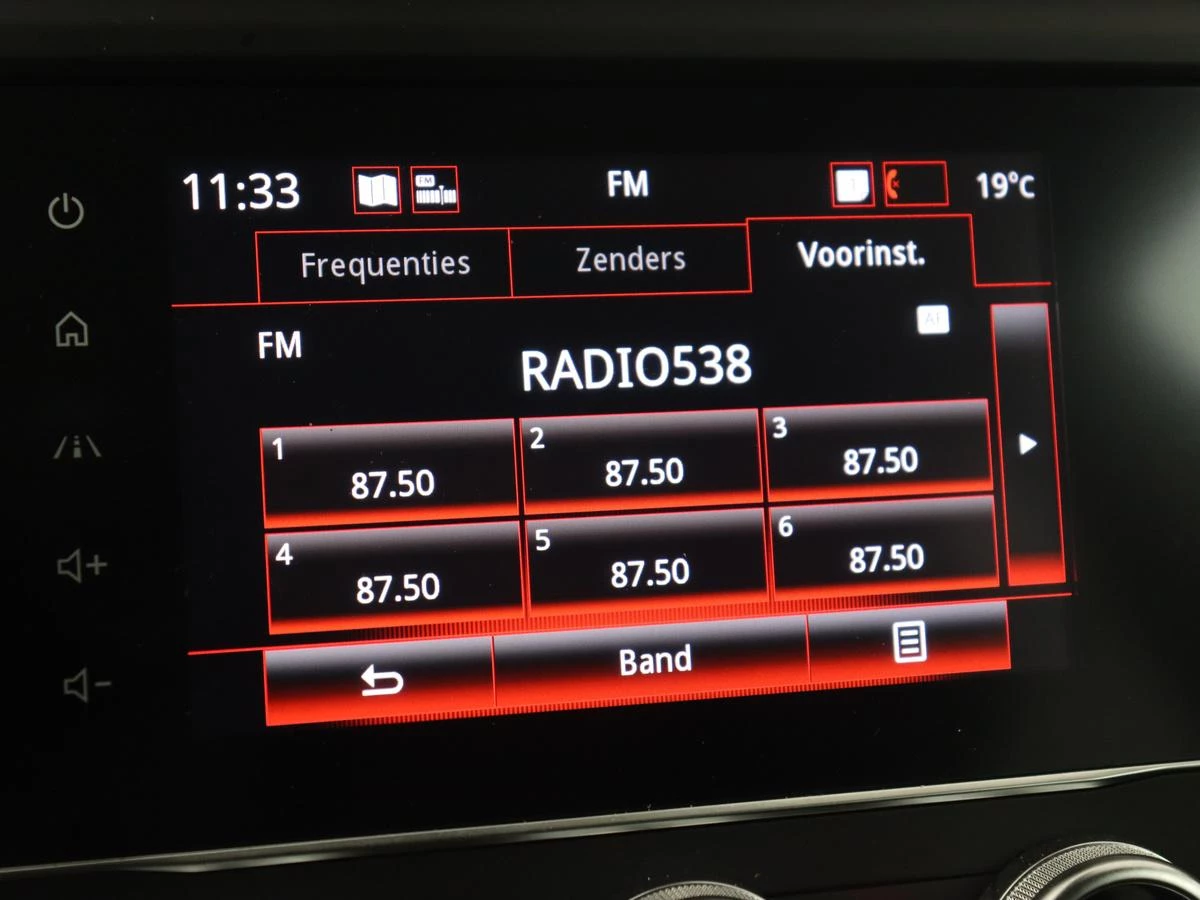 11:33 FM FM 19°C
Frequenties Zenders Voorinst.
FM AF
RADIO538
1 2 3
87.50 87.50 87.50
4 5 6
87.50 87.50 87.50
Band